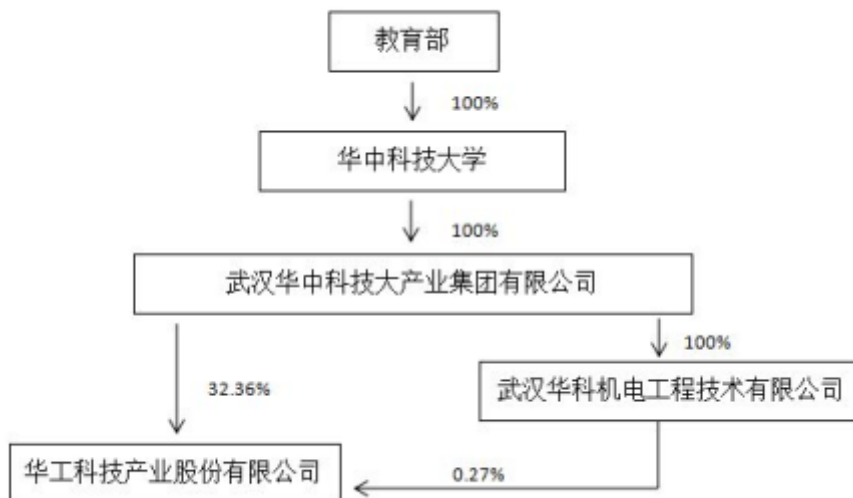 教育部
100%
华中科技大学
100%
武汉华中科技大产业集团有限公司
100%
32.36%
武汉华科机电工程技术有限公司
华工科技产业股份有限公司
0.27%